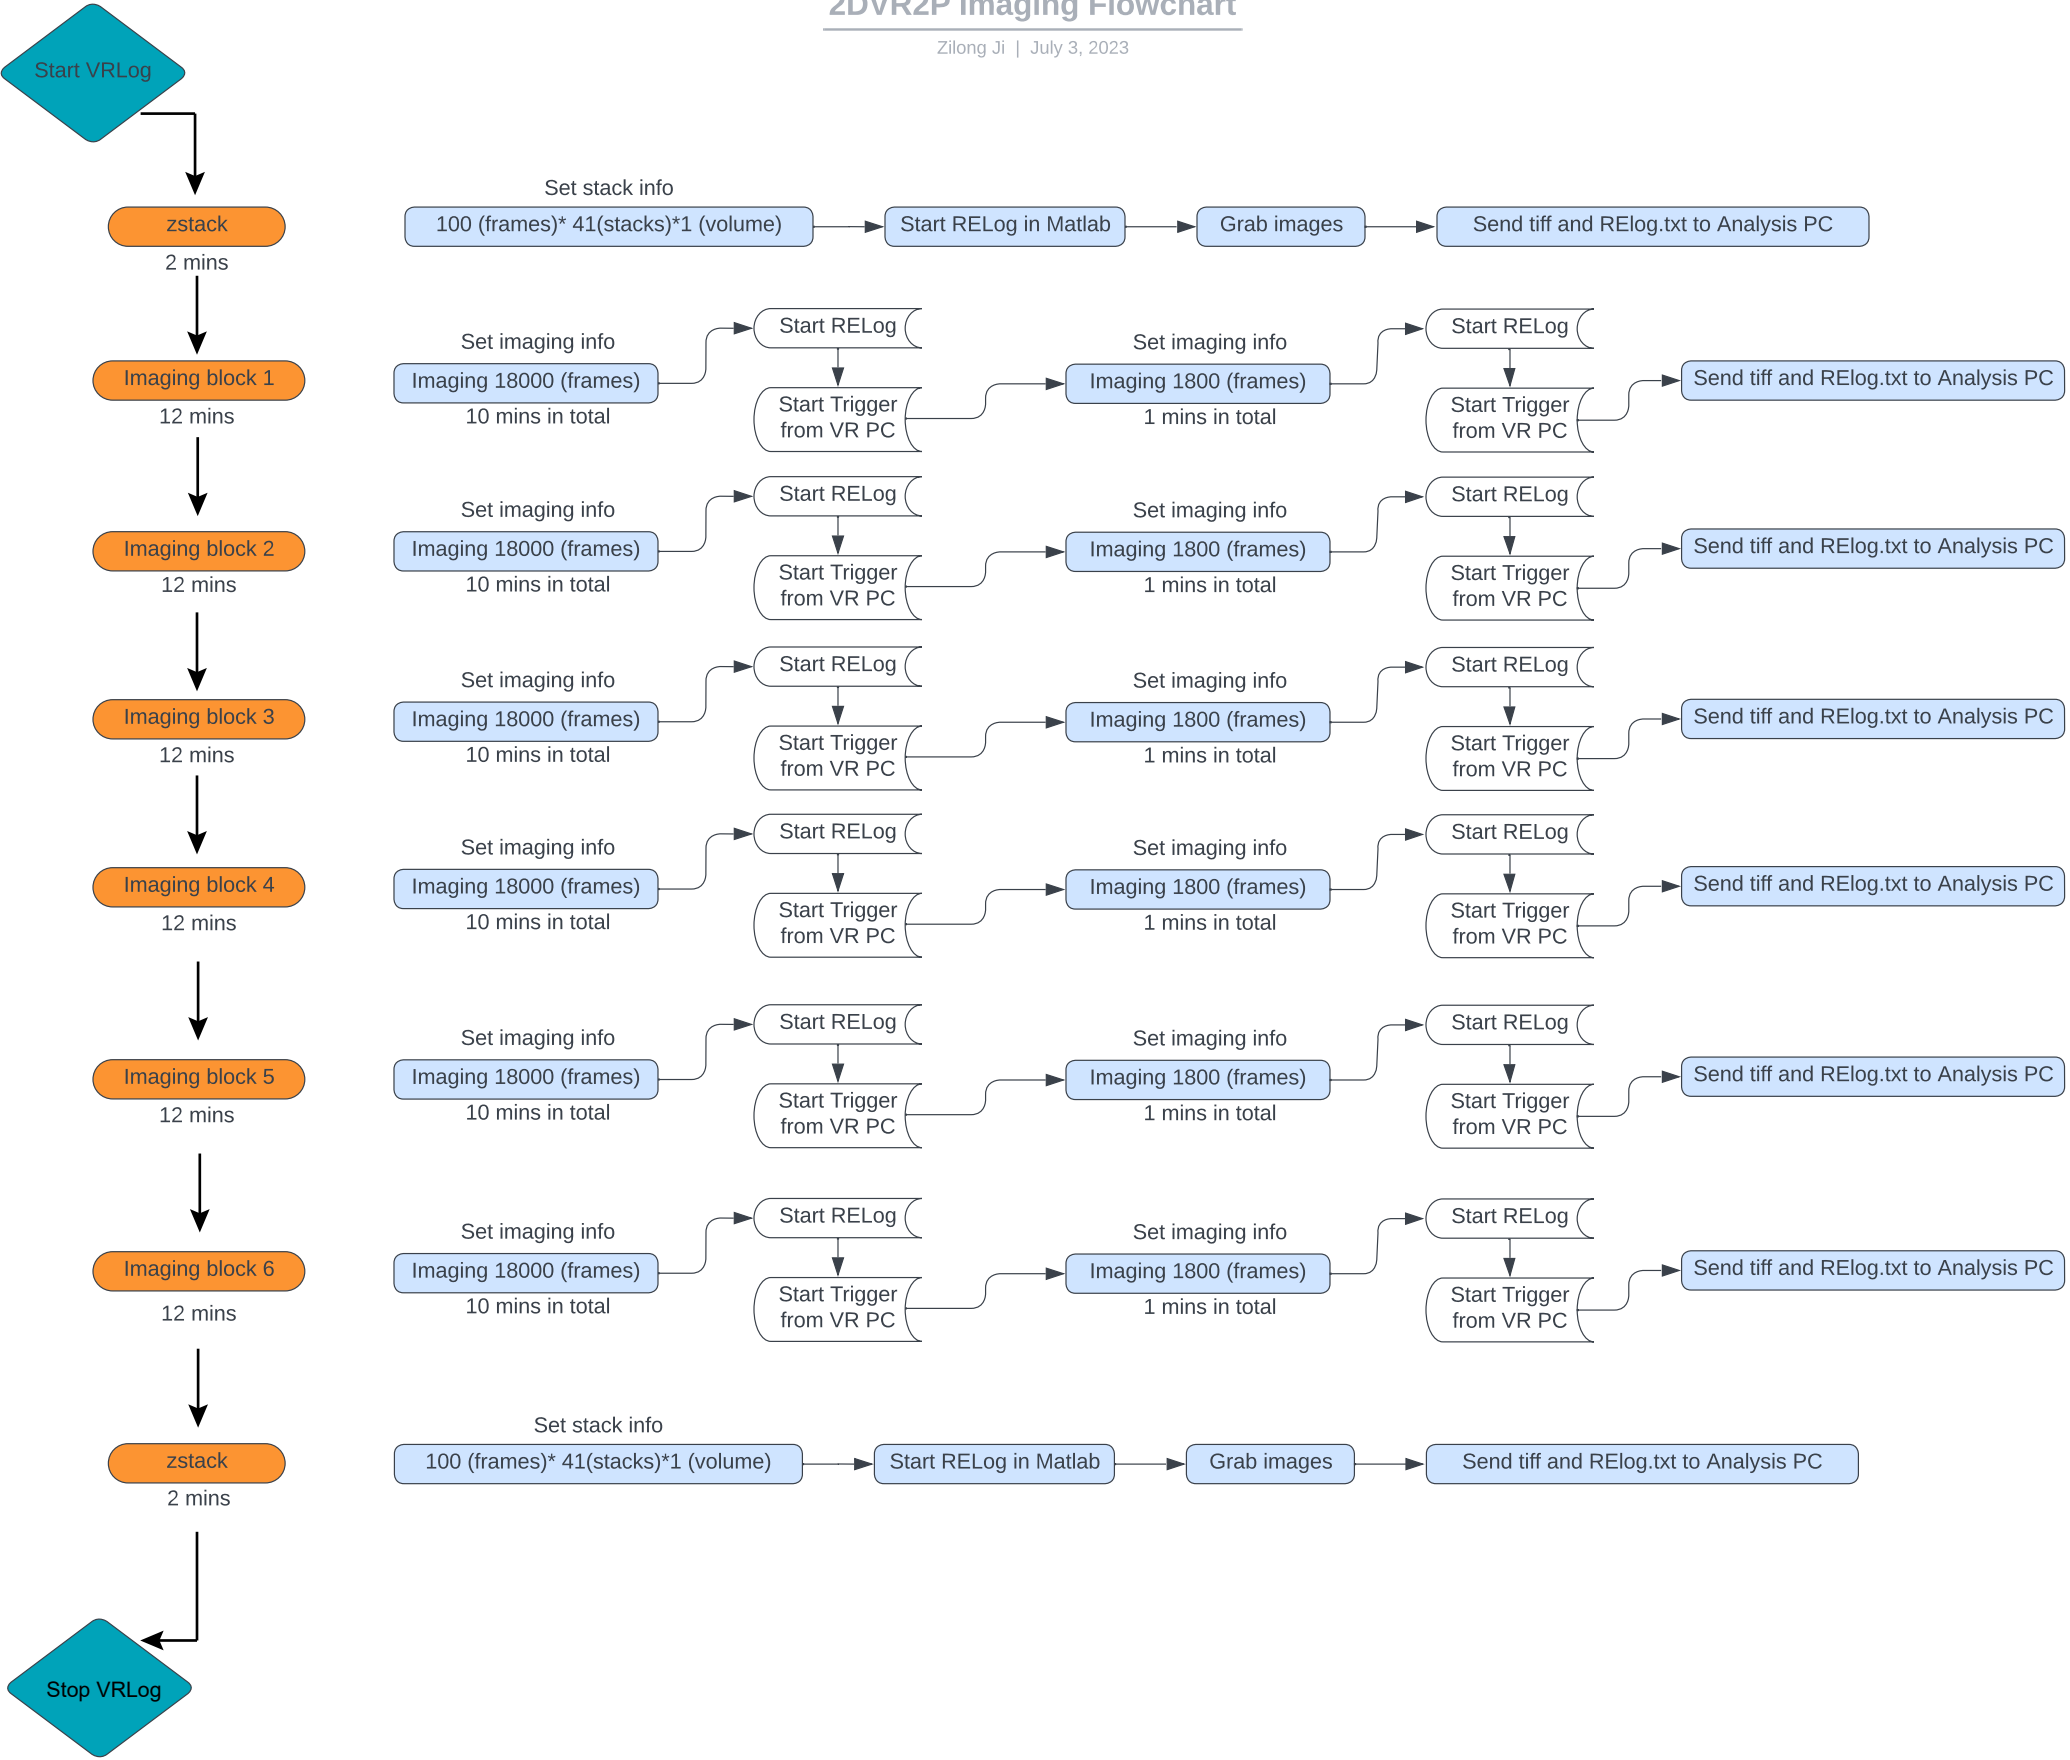 2DVR2P Imaging Flowchart
Zilong Ji | July 3, 2023
Start VRLog
Set stack info
zstack
100 (frames)* 41(stacks)*1 (volume)
Start RELog in Matlab
Grab images
Send tiff and RElog.txt to Analysis PC
2 mins
Imaging block 1
12 mins
Set imaging info
Imaging 18000 (frames)
10 mins in total
Start RELog
Start Trigger
from VR PC
Set imaging info
Imaging 1800 (frames)
1 mins in total
Start RELog
Start Trigger
from VR PC
Send tiff and RElog.txt to Analysis PC
Imaging block 2
12 mins
Set imaging info
Imaging 18000 (frames)
10 mins in total
Start RELog
Start Trigger
from VR PC
Set imaging info
Imaging 1800 (frames)
1 mins in total
Start RELog
Start Trigger
from VR PC
Send tiff and RElog.txt to Analysis PC
Imaging block 3
12 mins
Set imaging info
Imaging 18000 (frames)
10 mins in total
Start RELog
Start Trigger
from VR PC
Set imaging info
Imaging 1800 (frames)
1 mins in total
Start RELog
Start Trigger
from VR PC
Send tiff and RElog.txt to Analysis PC
Imaging block 4
12 mins
Set imaging info
Imaging 18000 (frames)
10 mins in total
Start RELog
Start Trigger
from VR PC
Set imaging info
Imaging 1800 (frames)
1 mins in total
Start RELog
Start Trigger
from VR PC
Send tiff and RElog.txt to Analysis PC
Imaging block 5
12 mins
Set imaging info
Imaging 18000 (frames)
10 mins in total
Start RELog
Start Trigger
from VR PC
Set imaging info
Imaging 1800 (frames)
1 mins in total
Start RELog
Start Trigger
from VR PC
Send tiff and RElog.txt to Analysis PC
Imaging block 6
12 mins
Set imaging info
Imaging 18000 (frames)
10 mins in total
Start RELog
Start Trigger
from VR PC
Set imaging info
Imaging 1800 (frames)
1 mins in total
Start RELog
Start Trigger
from VR PC
Send tiff and RElog.txt to Analysis PC
Set stack info
zstack
100 (frames)* 41(stacks)*1 (volume)
Start RELog in Matlab
Grab images
Send tiff and RElog.txt to Analysis PC
2 mins
Stop VRLog